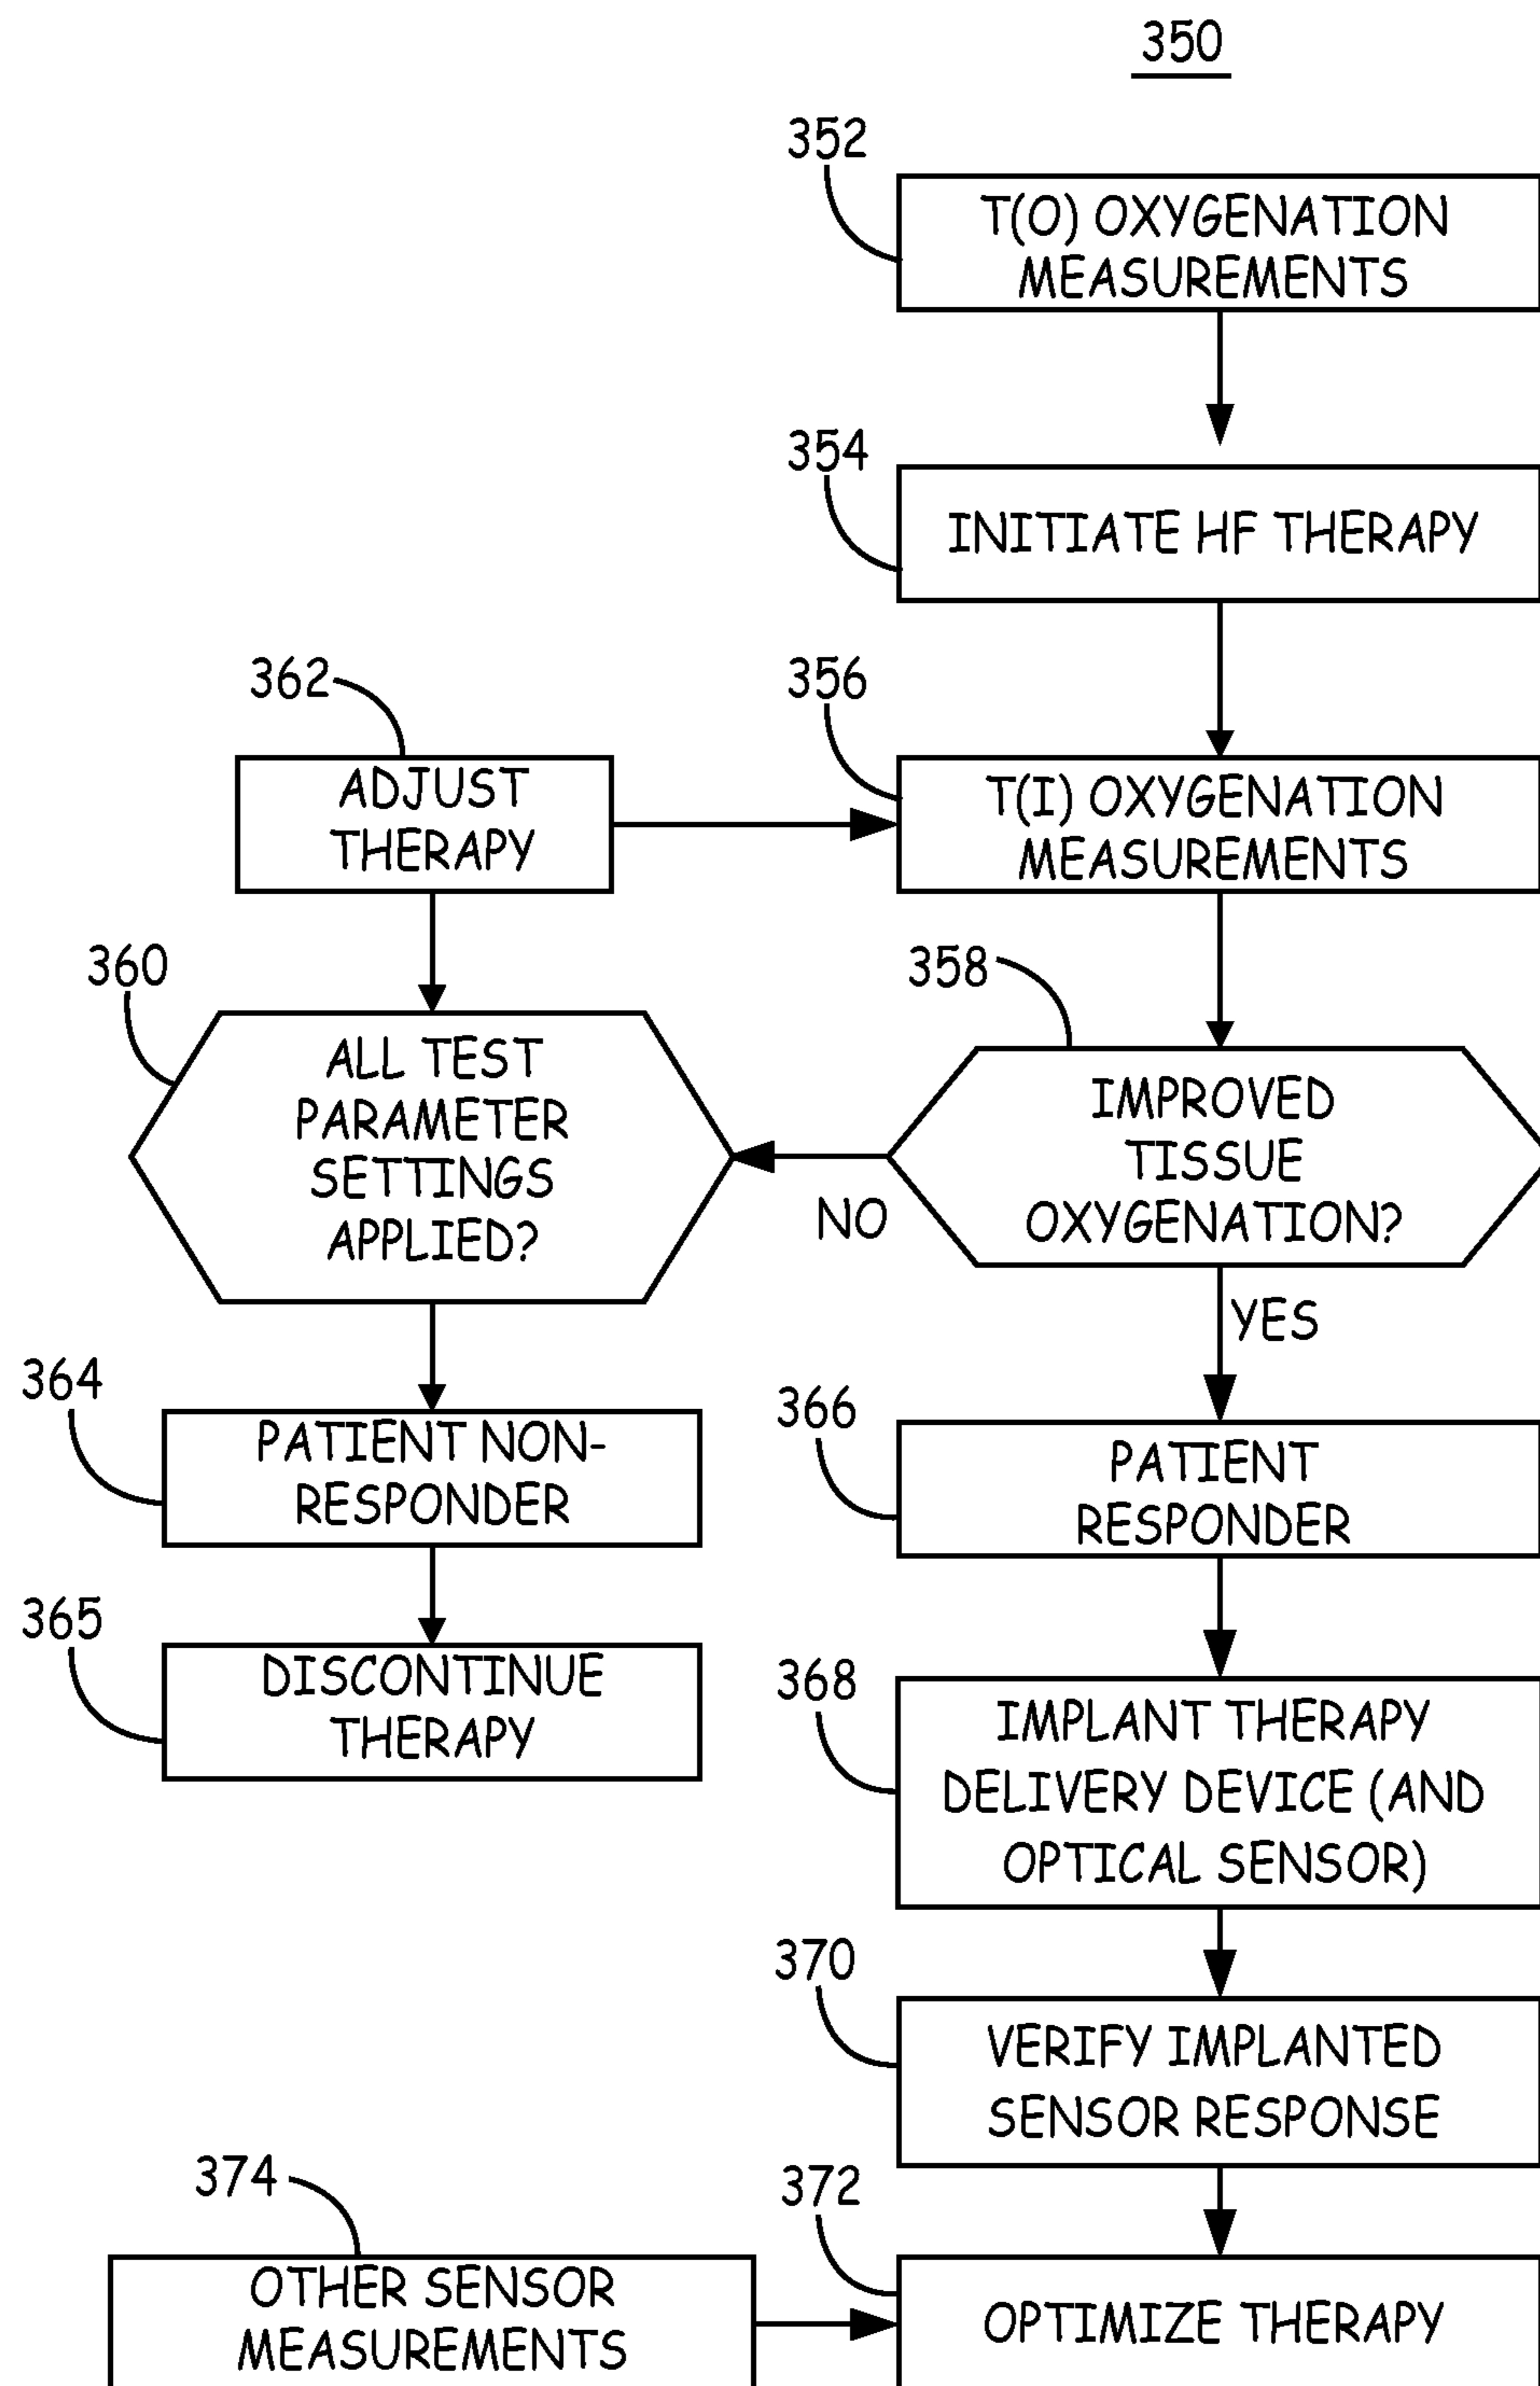 350
352
T(O) OXYGENATION
MEASUREMENTS
354
INITIATE HF THERAPY
362
356
ADJUST
THERAPY
T(I) OXYGENATION
MEASUREMENTS
360
358
ALL TEST
PARAMETER
SETTINGS
APPLIED?
IMPROVED
TISSUE
OXYGENATION?
NO
YES
364
PATIENT NON-
RESPONDER
366
PATIENT
RESPONDER
365
DISCONTINUE
THERAPY
368
IMPLANT THERAPY
DELIVERY DEVICE (AND
OPTICAL SENSOR)
370
VERIFY IMPLANTED
SENSOR RESPONSE
374
372
OTHER SENSOR
MEASUREMENTS
OPTIMIZE THERAPY